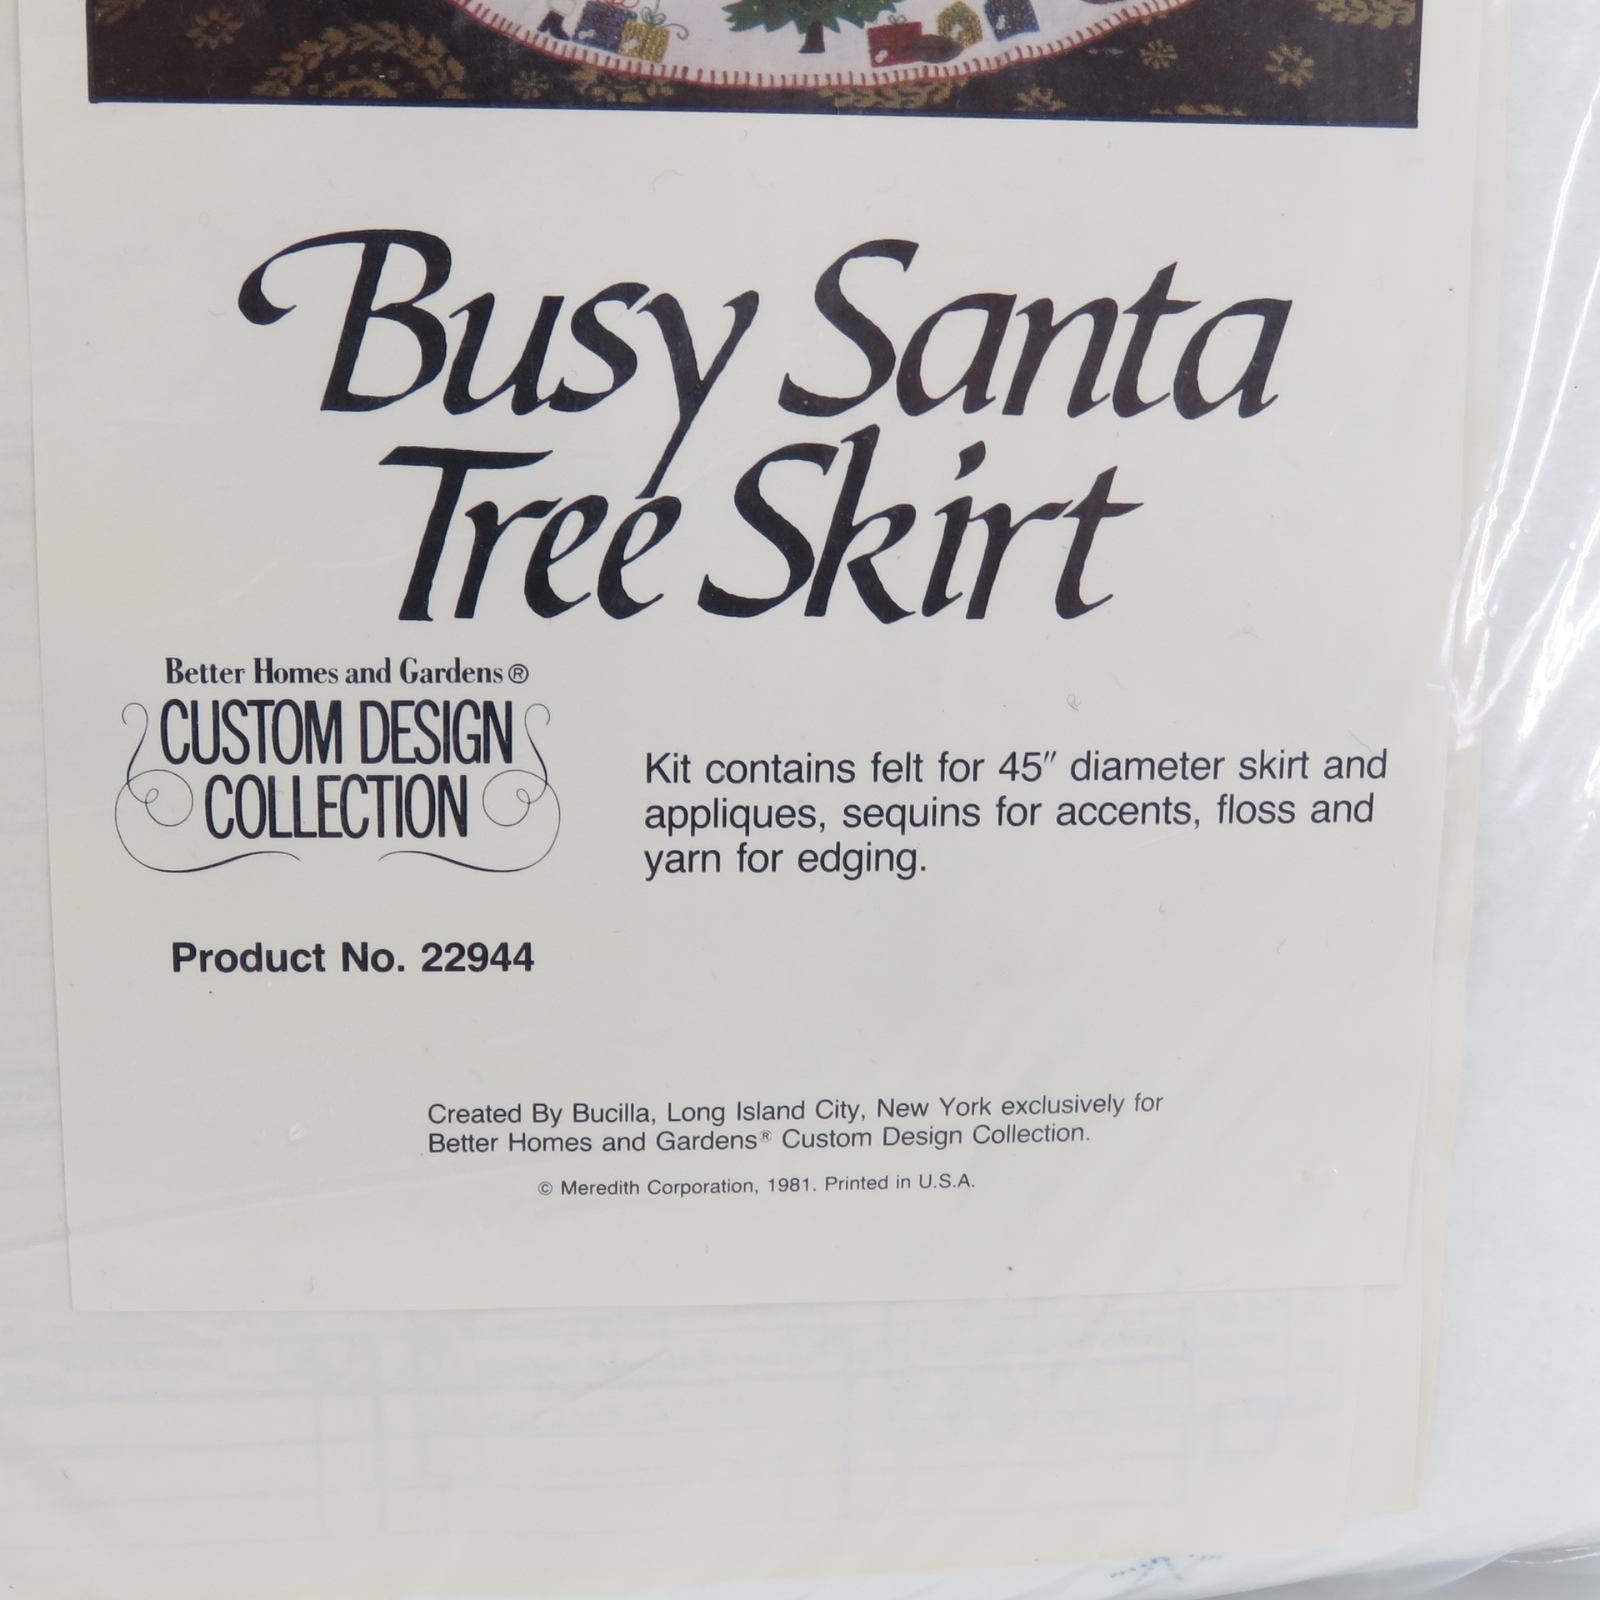 Busy Santa
Tree Skirt
Better Homes and Gardens®
CUSTOM DESIGN
COLLECTION
Kit contains felt for 45″ diameter skirt and
appliques, sequins for accents, floss and
yarn for edging.
Product No. 22944
Created By Bucilla, Long Island City, New York exclusively for
Better Homes and Gardens® Custom Design Collection.
© Meredith Corporation, 1981. Printed in U.S.A.